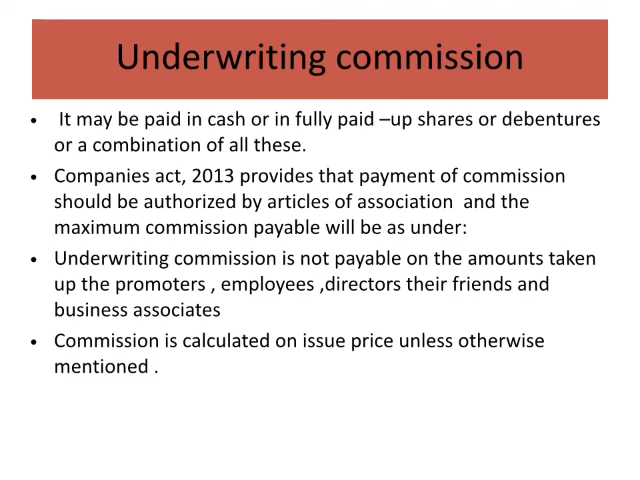 Underwriting commission
• It may be paid in cash or in fully paid –up shares or debentures
or a combination of all these.
• Companies act, 2013 provides that payment of commission
should be authorized by articles of association and the
maximum commission payable will be as under:
• Underwriting commission is not payable on the amounts taken
up the promoters , employees ,directors their friends and
business associates
• Commission is calculated on issue price unless otherwise
mentioned .